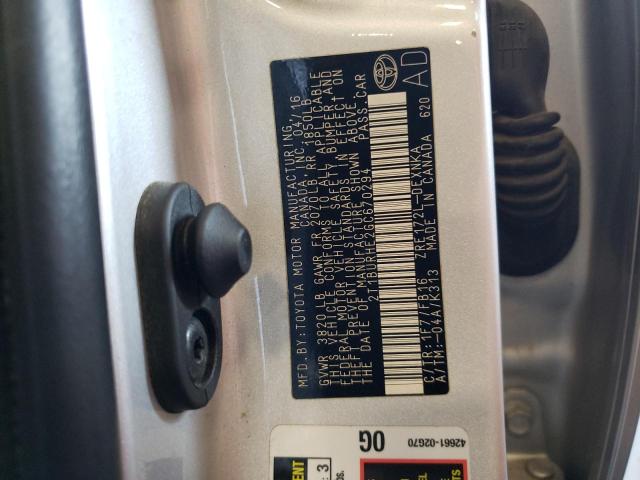 MFD.BY:TOYOTA MOTOR MANUFACTURING,
CANADA, INC. 04/16
GVWR 3820 LB GAWR FR 2070LB RR 1850LB
THIS VEHICLE CONFORMS TO ALL APPLICABLE
FEDERAL MOTOR VEHICLE SAFETY, BUMPER AND
THEFT PREVENTION STANDARDS IN EFFECT ON
THE DATE OF MANUFACTURE SHOWN ABOVE.
2T1BURHE2GC670294 PASS.CAR
C/TR:1F7/FB16 ZRE172L-DEXNKA
A/TM:-04A/K313 MADE IN CANADA 620
AD
0G
42661-02G70
3